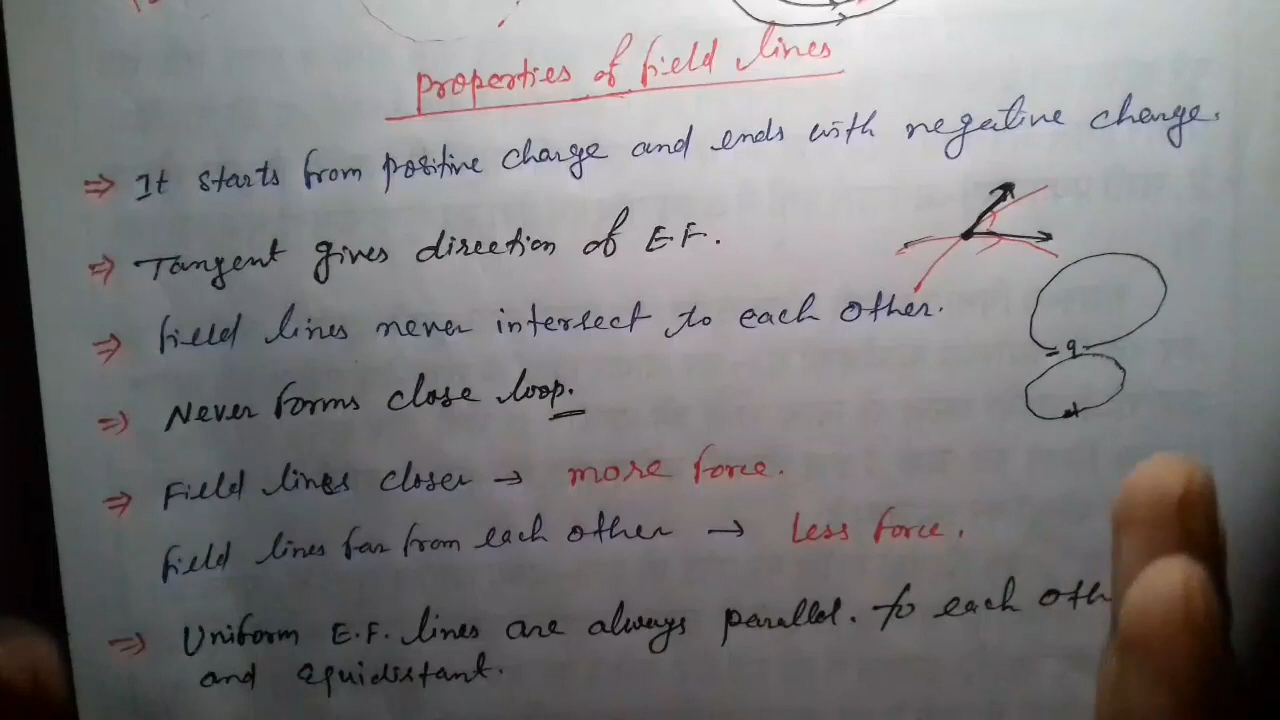 Properties of field lines
⇒ It starts from positive charge and ends with negative charge.
⇒ Tangent gives direction of E.F.
⇒ Field lines never intersect to each other.
⇒ Never forms close loop.
⇒ Field lines closer → more force.
Field lines far from each other → Less force.
⇒ Uniform E.F. lines are always parallel. to each oth
and equidistant.
q